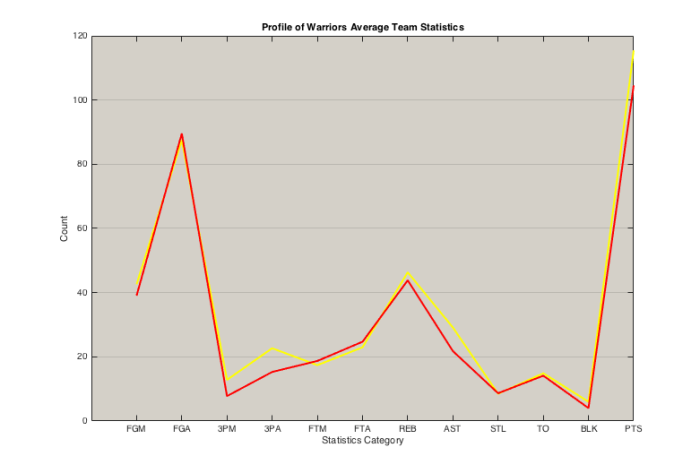 Profile of Warriors Average Team Statistics
120
100
80
60
40
20
0
Count
FGM FGA 3PM 3PA FTM FTA REB AST STL TO BLK PTS
Statistics Category